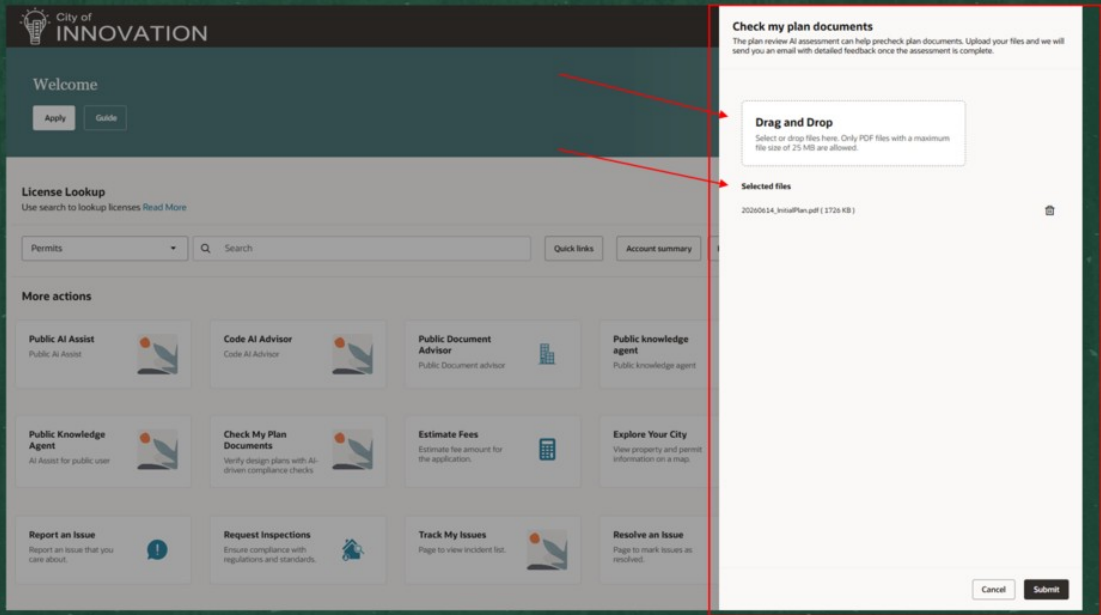 City of
INNOVATION
Welcome
Apply
Guide
License Lookup
Use search to lookup licenses Read More
Permits
Search
Quick links
Account summary
More actions
Public AI Assist
Public AI Assist
Code AI Advisor
Code AI Advisor
Public Document
Advisor
Public Document advisor
Public knowledge
agent
Public knowledge agent
Public Knowledge
Agent
AI Assist for public user
Check My Plan
Documents
Verify design plans with AI-
driven compliance checks
Estimate Fees
Estimate fee amount for
the application.
Explore Your City
View property and permit
information on a map.
Report an Issue
Report an Issue that you
care about.
Request Inspections
Ensure compliance with
regulations and standards.
Track My Issues
Page to view incident list.
Resolve an Issue
Page to mark issues as
resolved.
Check my plan documents
The plan review AI assessment can help precheck plan documents. Upload your files and we will
send you an email with detailed feedback once the assessment is complete.
Drag and Drop
Select or drop files here. Only PDF files with a maximum
file size of 25 MB are allowed.
Selected files
20260614_InitialPlan.pdf ( 1726 KB )
Cancel
Submit